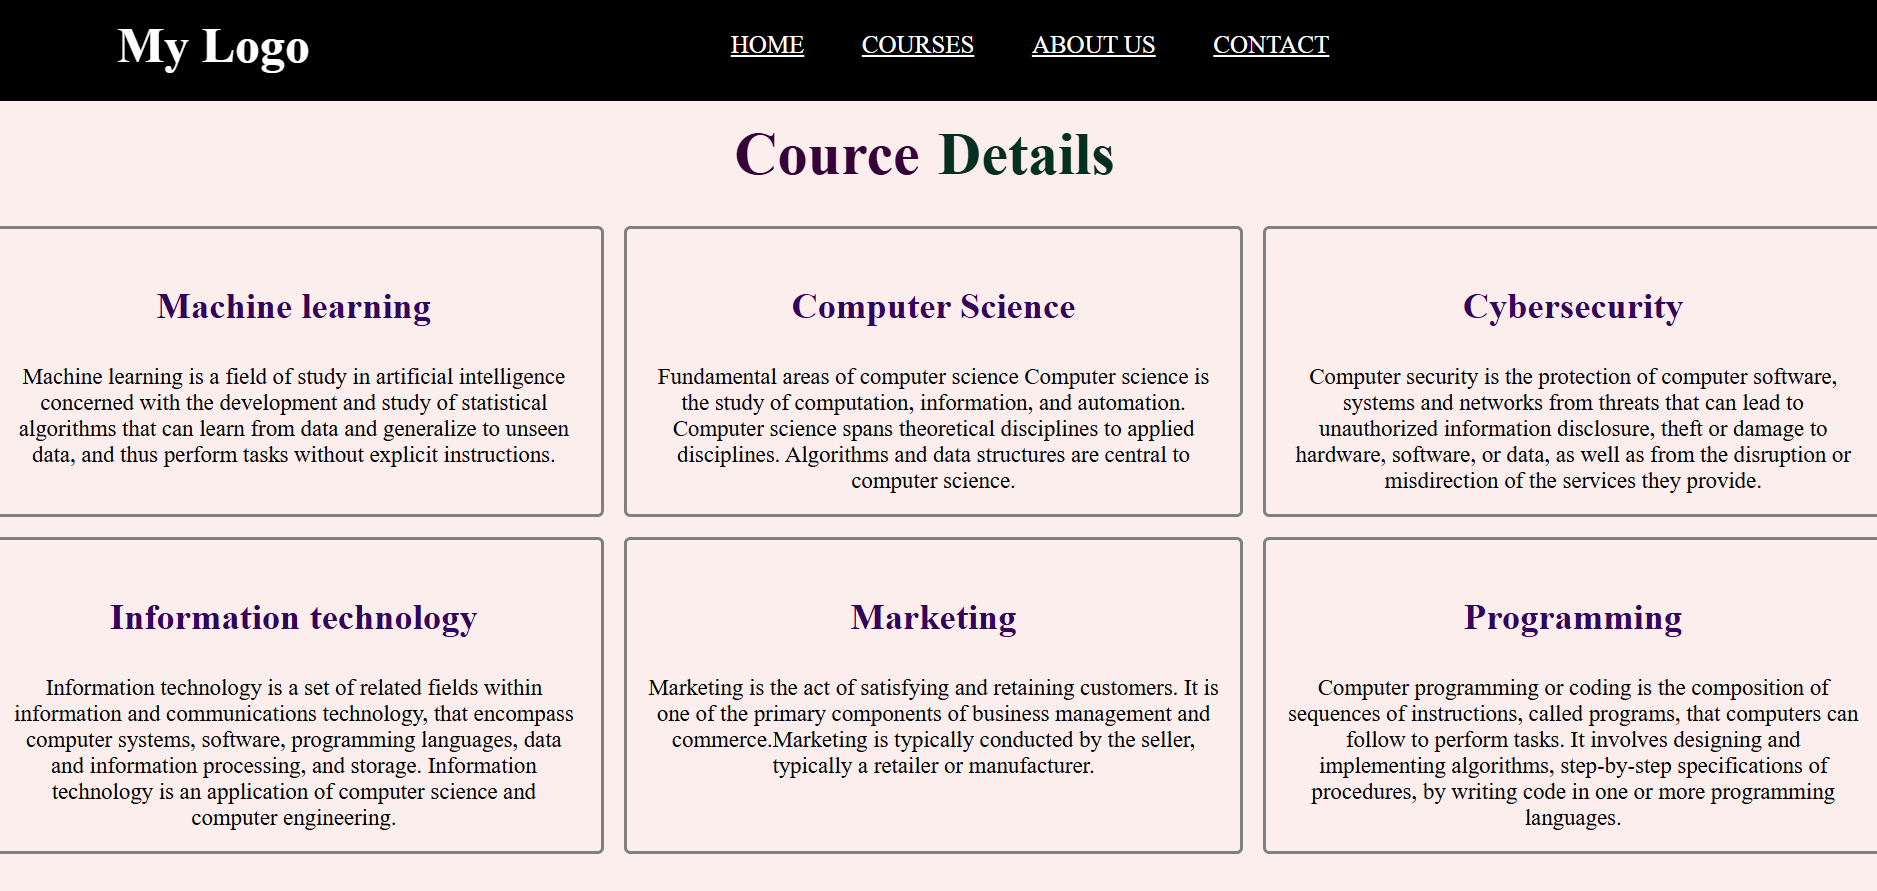 My Logo
HOME COURSES ABOUT US CONTACT
Cource Details
Machine learning
Machine learning is a field of study in artificial intelligence
concerned with the development and study of statistical
algorithms that can learn from data and generalize to unseen
data, and thus perform tasks without explicit instructions.
Computer Science
Fundamental areas of computer science Computer science is
the study of computation, information, and automation.
Computer science spans theoretical disciplines to applied
disciplines. Algorithms and data structures are central to
computer science.
Cybersecurity
Computer security is the protection of computer software,
systems and networks from threats that can lead to
unauthorized information disclosure, theft or damage to
hardware, software, or data, as well as from the disruption or
misdirection of the services they provide.
Information technology
Information technology is a set of related fields within
information and communications technology, that encompass
computer systems, software, programming languages, data
and information processing, and storage. Information
technology is an application of computer science and
computer engineering.
Marketing
Marketing is the act of satisfying and retaining customers. It is
one of the primary components of business management and
commerce.Marketing is typically conducted by the seller,
typically a retailer or manufacturer.
Programming
Computer programming or coding is the composition of
sequences of instructions, called programs, that computers can
follow to perform tasks. It involves designing and
implementing algorithms, step-by-step specifications of
procedures, by writing code in one or more programming
languages.